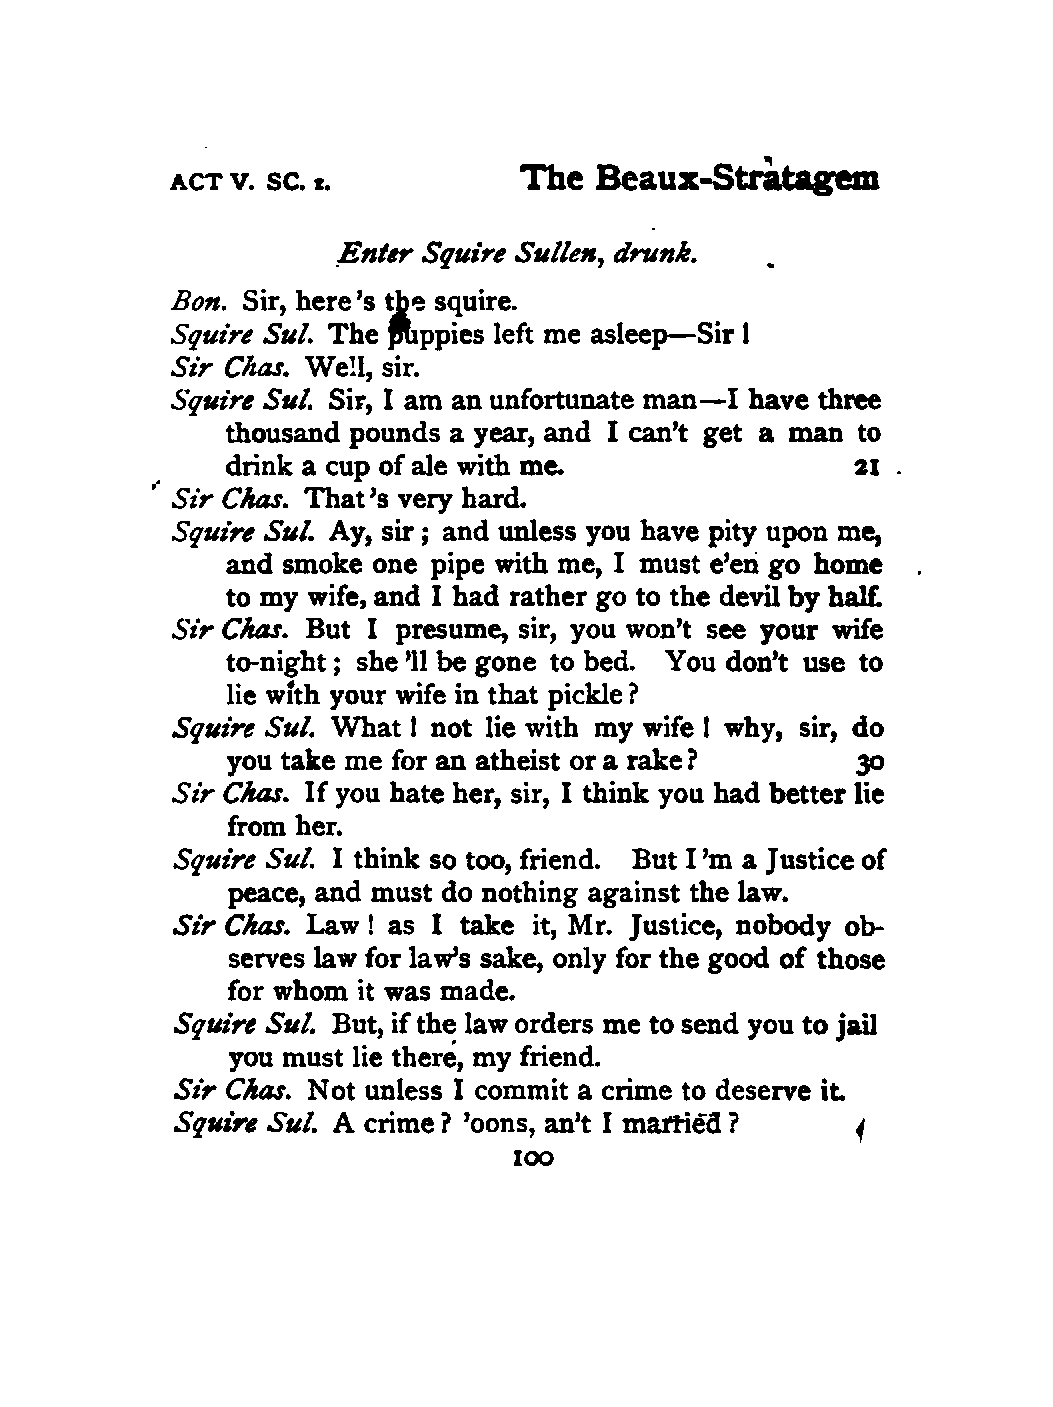 ACT V. SC. 1. The Beaux-Stratagem
Enter Squire Sullen, drunk.
Bon. Sir, here's the squire.
Squire Sul. The puppies left me asleep—Sir!
Sir Chas. Well, sir.
Squire Sul. Sir, I am an unfortunate man—I have three
thousand pounds a year, and I can't get a man to
drink a cup of ale with me. 21
Sir Chas. That's very hard.
Squire Sul. Ay, sir; and unless you have pity upon me,
and smoke one pipe with me, I must e'en go home
to my wife, and I had rather go to the devil by half.
Sir Chas. But I presume, sir, you won't see your wife
to-night; she'll be gone to bed. You don't use to
lie with your wife in that pickle?
Squire Sul. What! not lie with my wife! why, sir, do
you take me for an atheist or a rake? 30
Sir Chas. If you hate her, sir, I think you had better lie
from her.
Squire Sul. I think so too, friend. But I'm a Justice of
peace, and must do nothing against the law.
Sir Chas. Law! as I take it, Mr. Justice, nobody ob-
serves law for law's sake, only for the good of those
for whom it was made.
Squire Sul. But, if the law orders me to send you to jail
you must lie there, my friend.
Sir Chas. Not unless I commit a crime to deserve it.
Squire Sul. A crime? 'oons, an't I married?
100